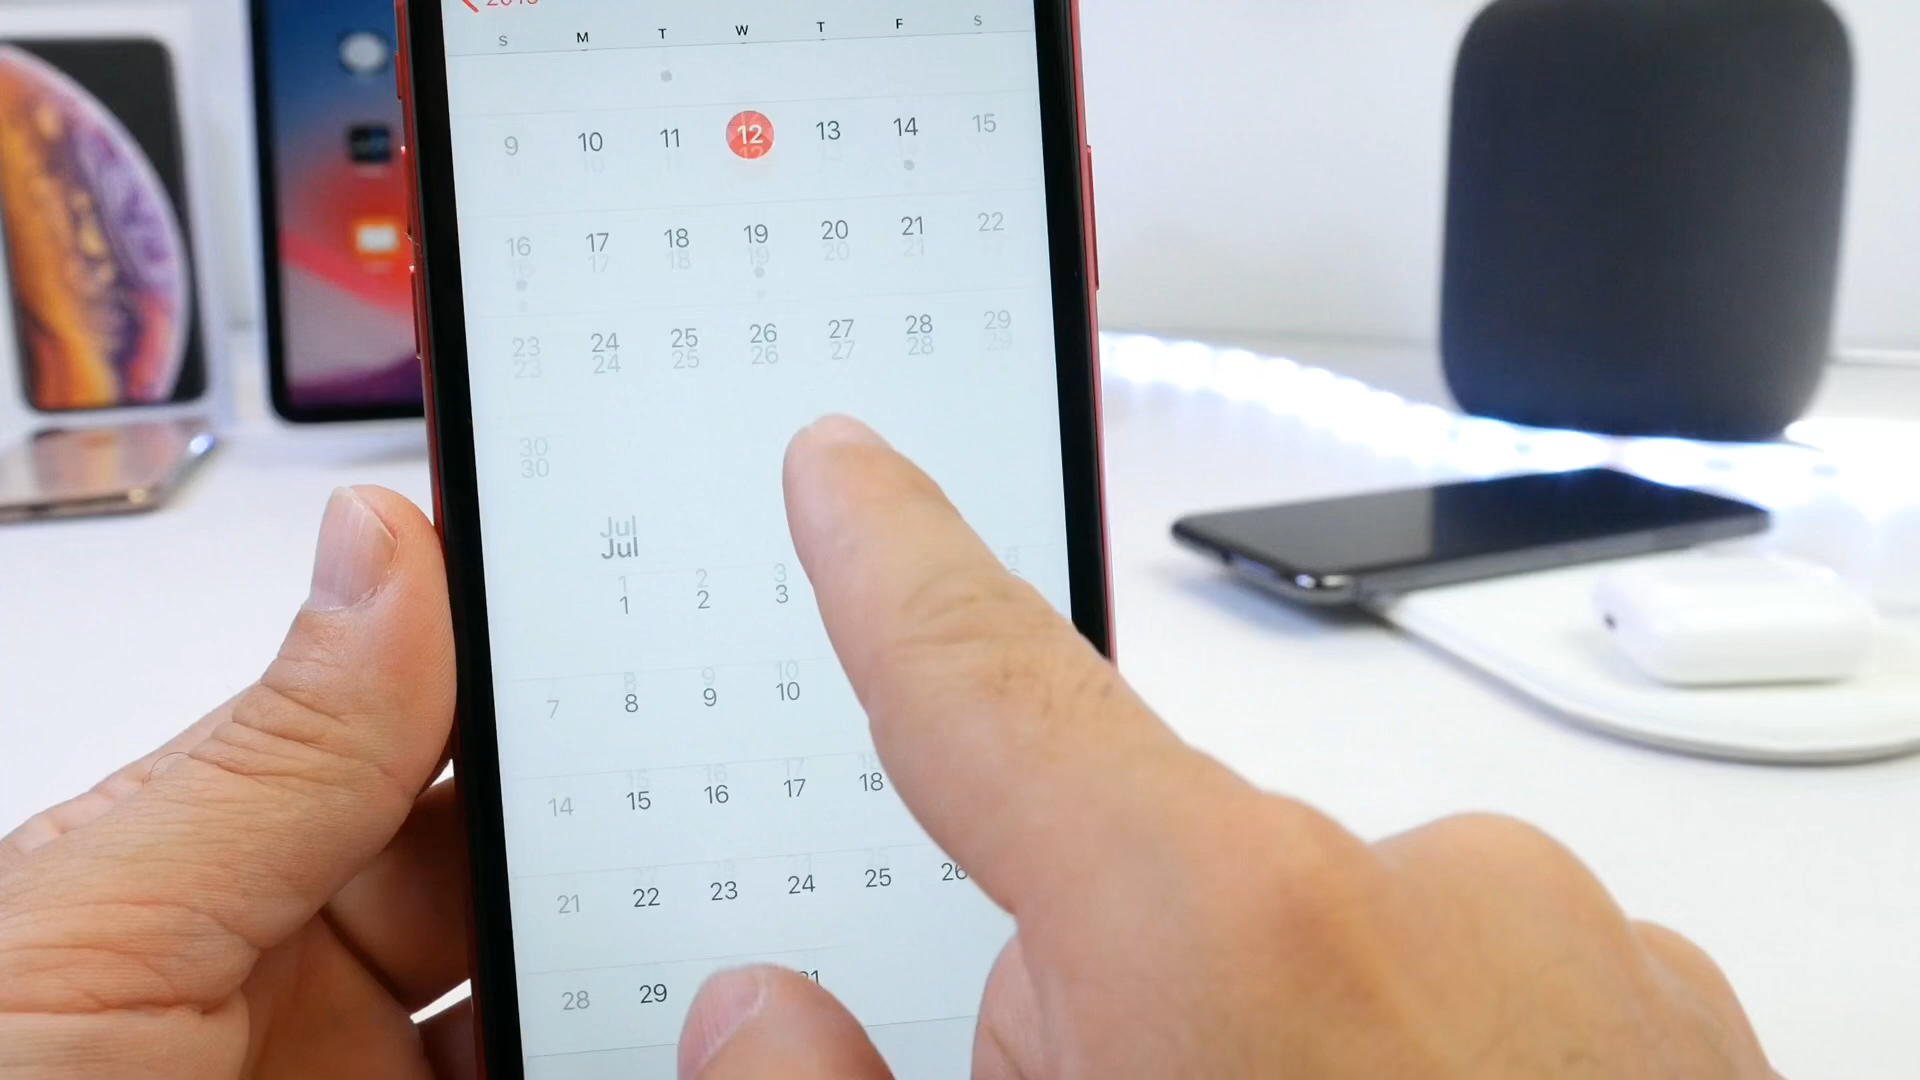 S M T W T F S
9 10 11 12 13 14 15
16 17 18 19 20 21 22
23 24 25 26 27 28 29
30
Jul
1 2 3
7 8 9 10
14 15 16 17 18
21 22 23 24 25 26
28 29